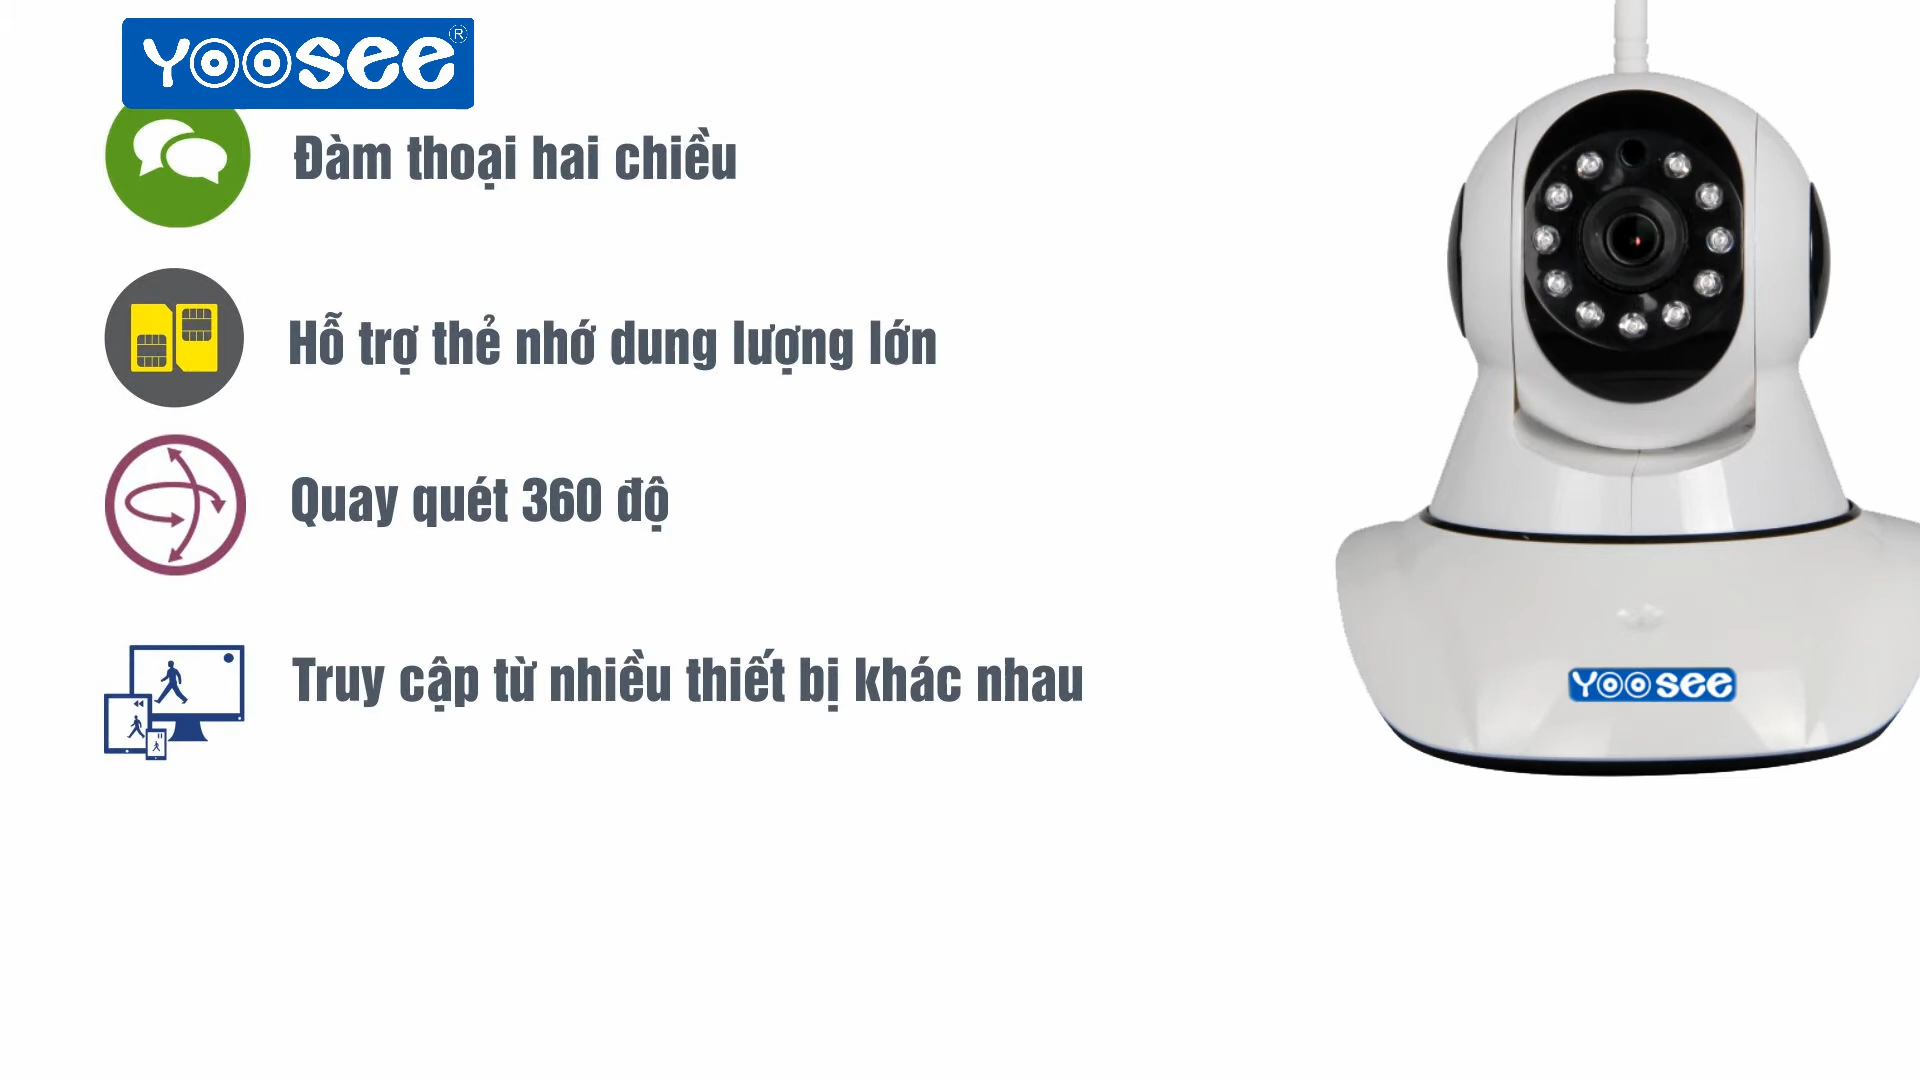 YOOSEE®
Đàm thoại hai chiều
Hỗ trợ thẻ nhớ dung lượng lớn
Quay quét 360 độ
Truy cập từ nhiều thiết bị khác nhau
YOOSEE